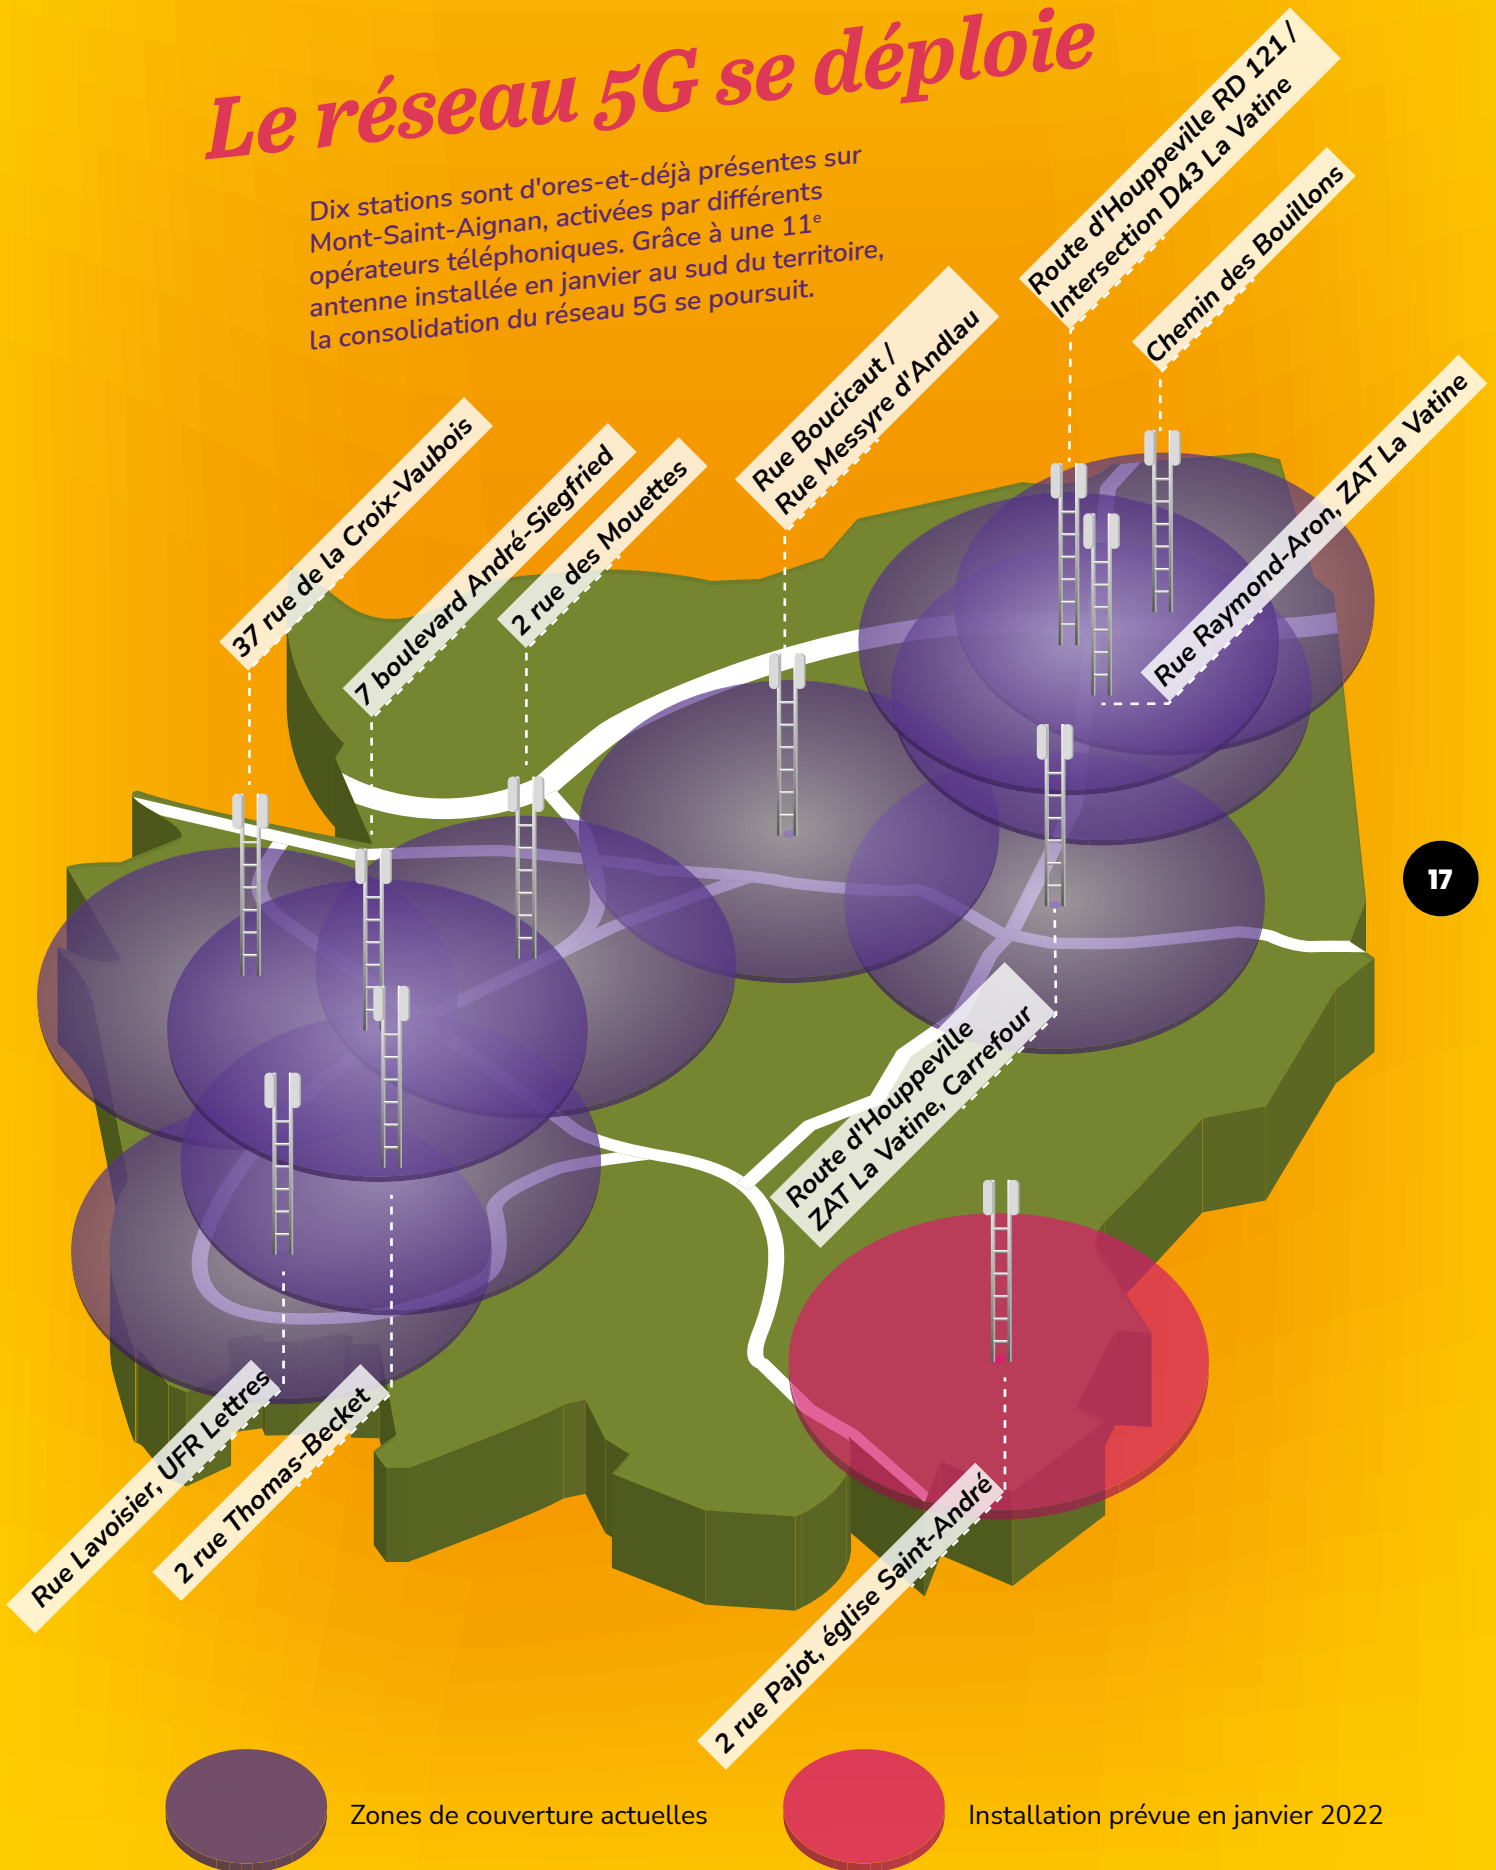 Le réseau 5G se déploie
Dix stations sont d'ores-et-déjà présentes sur
Mont-Saint-Aignan, activées par différents
opérateurs téléphoniques. Grâce à une 11e
antenne installée en janvier au sud du territoire,
la consolidation du réseau 5G se poursuit.
Route d'Houppeville RD 121 /
Intersection D43 La Vatine
Chemin des Bouillons
Rue Boucicaut /
Rue Messyre d'Andlau
Rue Raymond-Aron, ZAT La Vatine
37 rue de la Croix-Vaubois
7 boulevard André-Siegfried
2 rue des Mouettes
17
Route d'Houppeville
ZAT La Vatine, Carrefour
Rue Lavoisier, UFR Lettres
2 rue Thomas-Becket
2 rue Pajot, église Saint-André
Zones de couverture actuelles
Installation prévue en janvier 2022